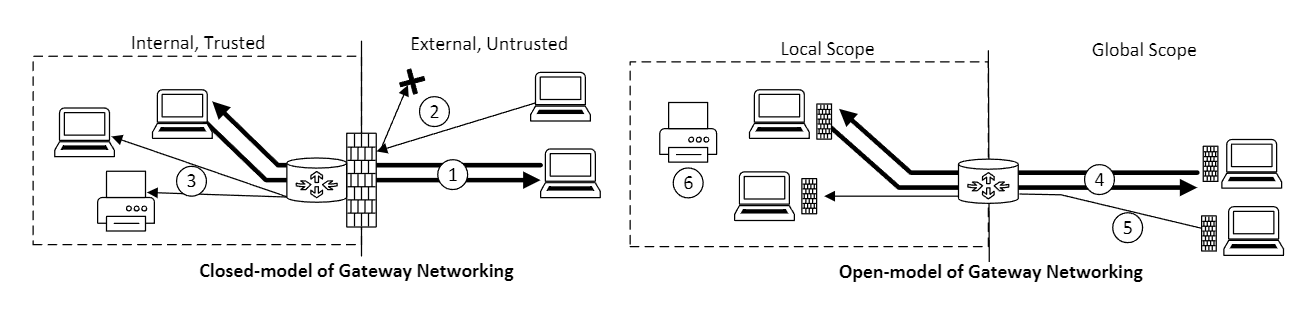 Internal, Trusted
External, Untrusted
2
3
1
Closed-model of Gateway Networking
Local Scope
Global Scope
6
4
5
Open-model of Gateway Networking